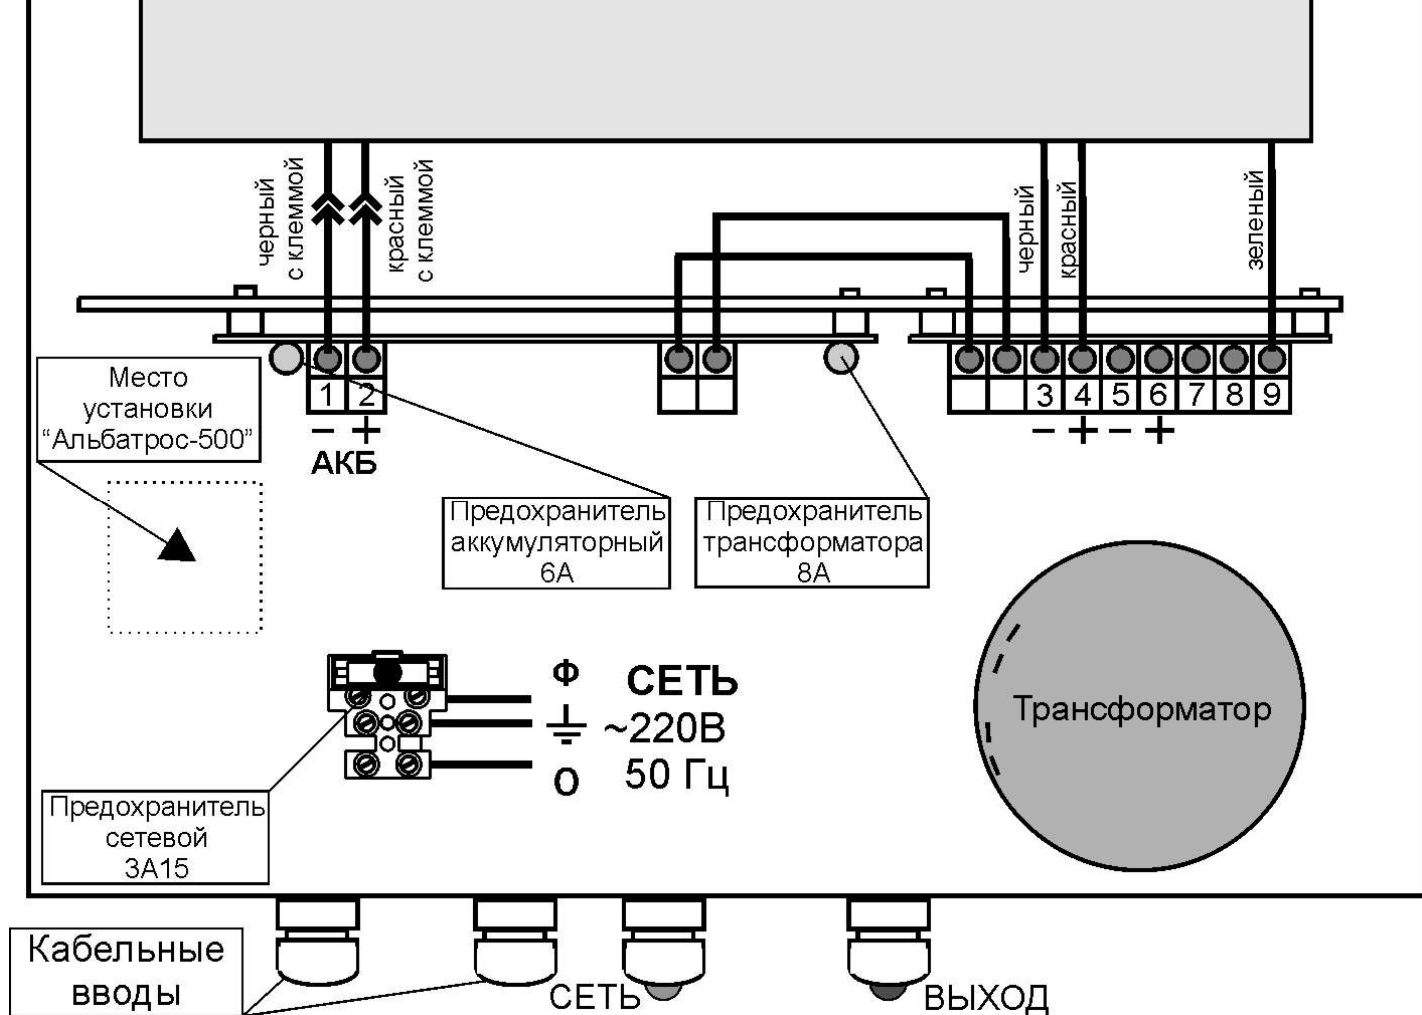 черный
с клеммой
красный
с клеммой
черный
красный
зеленый
Место
установки
“Альбатрос-500”
1 2
– +
АКБ
3 4 5 6 7 8 9
– + – +
Предохранитель
аккумуляторный
6А
Предохранитель
трансформатора
8А
Трансформатор
Ф
СЕТЬ
~220В
О
50 Гц
Предохранитель
сетевой
3А15
Кабельные
вводы
СЕТЬ
ВЫХОД